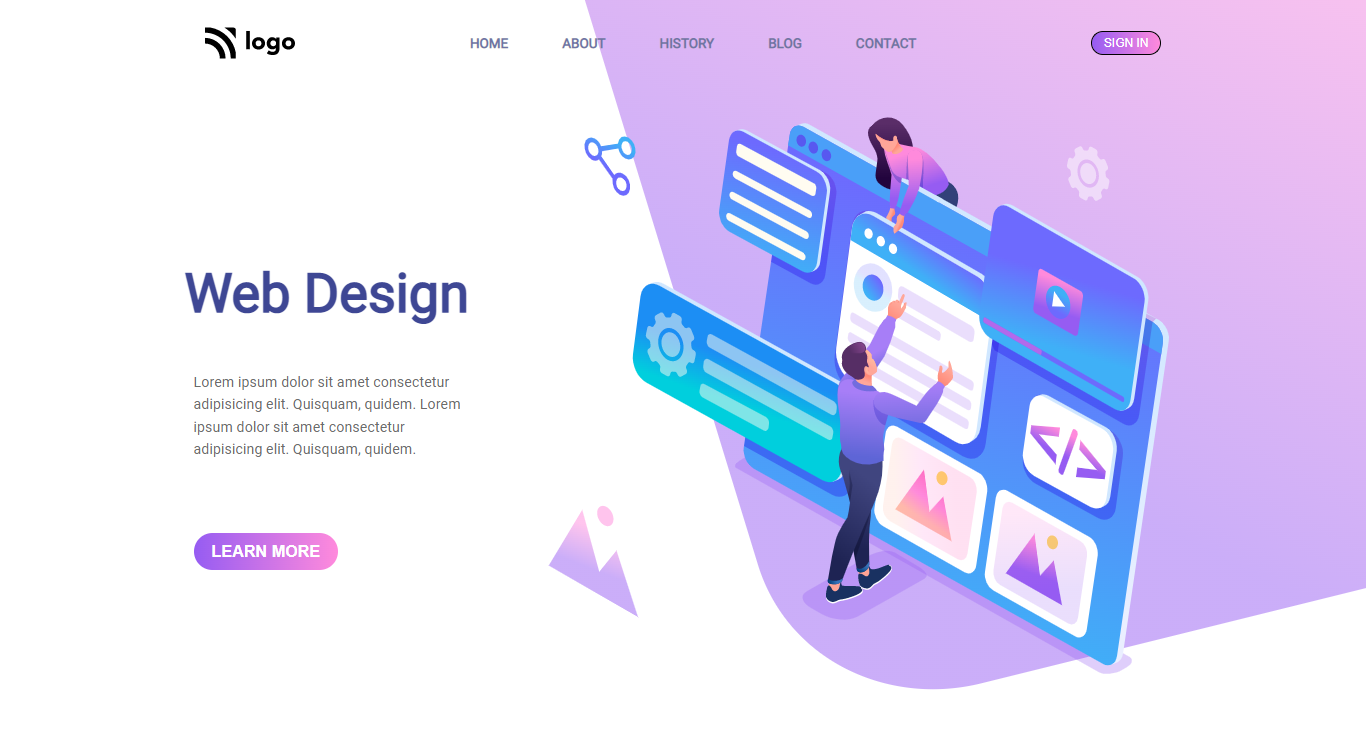 logo
HOME ABOUT HISTORY BLOG CONTACT
SIGN IN
Web Design
Lorem ipsum dolor sit amet consectetur
adipisicing elit. Quisquam, quidem. Lorem
ipsum dolor sit amet consectetur
adipisicing elit. Quisquam, quidem.
LEARN MORE
</>